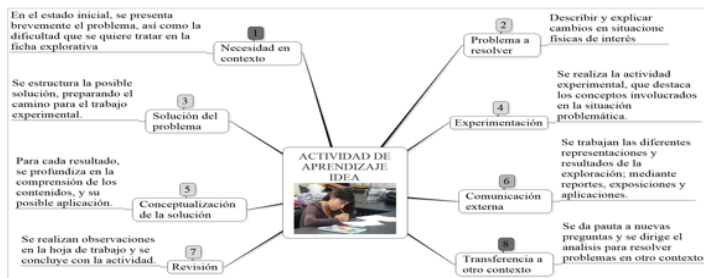 En el estado inicial, se presenta
brevemente el problema, así como la
dificultad que se quiere tratar en la
ficha explorativa
1
Necesidad en
contexto
2
Problema a
resolver
Describir y explicar
cambios en situacione
físicas de interés
Se estructura la posible
solución, preparando el
camino para el trabajo
experimental.
3
Solución del
problema
4
Experimentación
Se realiza la actividad
experimental, que destaca
los conceptos involucrados
en la situación
problemática.
ACTIVIDAD DE
APRENDIZAJE
IDEA
Para cada resultado,
se profundiza en la
comprensión de los
contenidos, y su
posible aplicación.
5
Conceptualización
de la solución
6
Comunicación
externa
Se trabajan las diferentes
representaciones y
resultados de la
exploración; mediante
reportes, exposiciones y
aplicaciones.
Se realizan observaciones
en la hoja de trabajo y se
concluye con la actividad.
7
Revisión
8
Transferencia a
otro contexto
Se da pauta a nuevas
preguntas y se dirige el
analisis para resolver
problemas en otro contexto